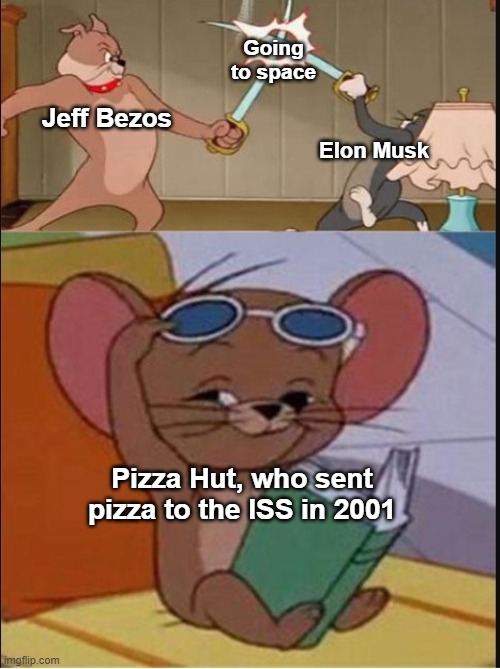 Going
to space
Jeff Bezos
Elon Musk
Pizza Hut, who sent
pizza to the ISS in 2001
imgflip.com